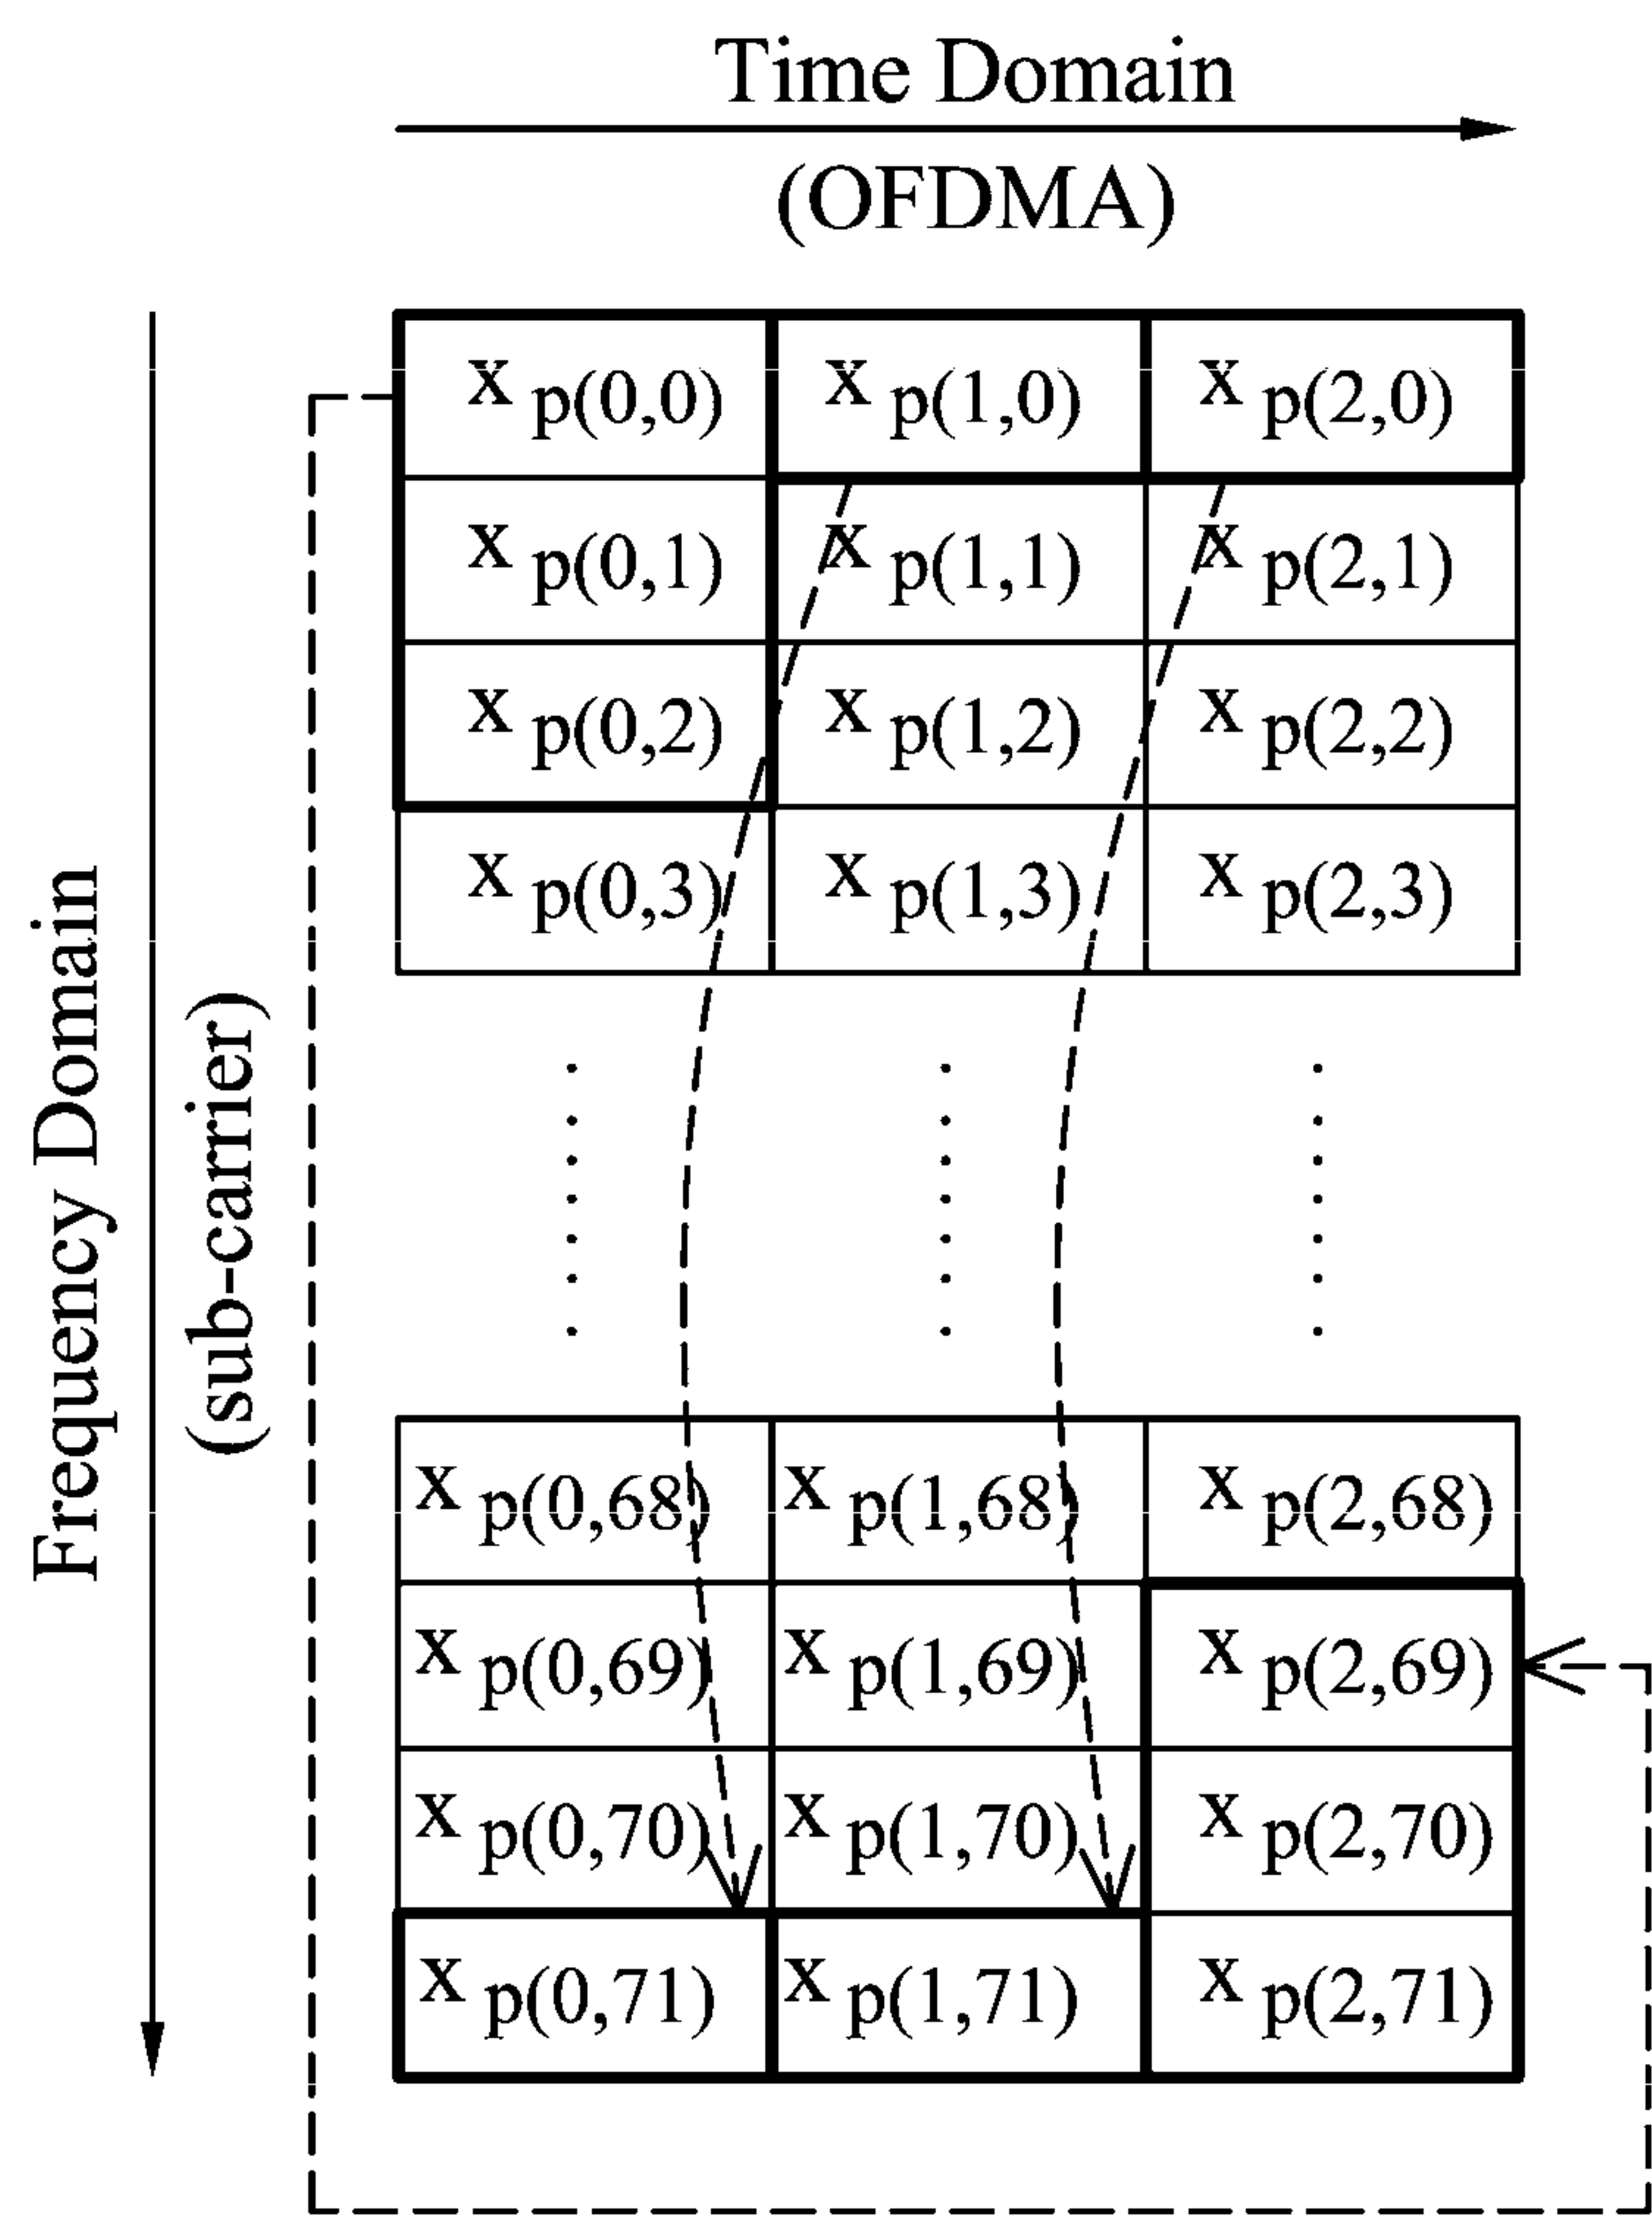 Time Domain
(OFDMA)
Frequency Domain
(sub-carrier)
x p(0,0) x p(1,0) x p(2,0)
x p(0,1) x p(1,1) x p(2,1)
x p(0,2) x p(1,2) x p(2,2)
x p(0,3) x p(1,3) x p(2,3)
x p(0,68) x p(1,68) x p(2,68)
x p(0,69) x p(1,69) x p(2,69)
x p(0,70) x p(1,70) x p(2,70)
x p(0,71) x p(1,71) x p(2,71)